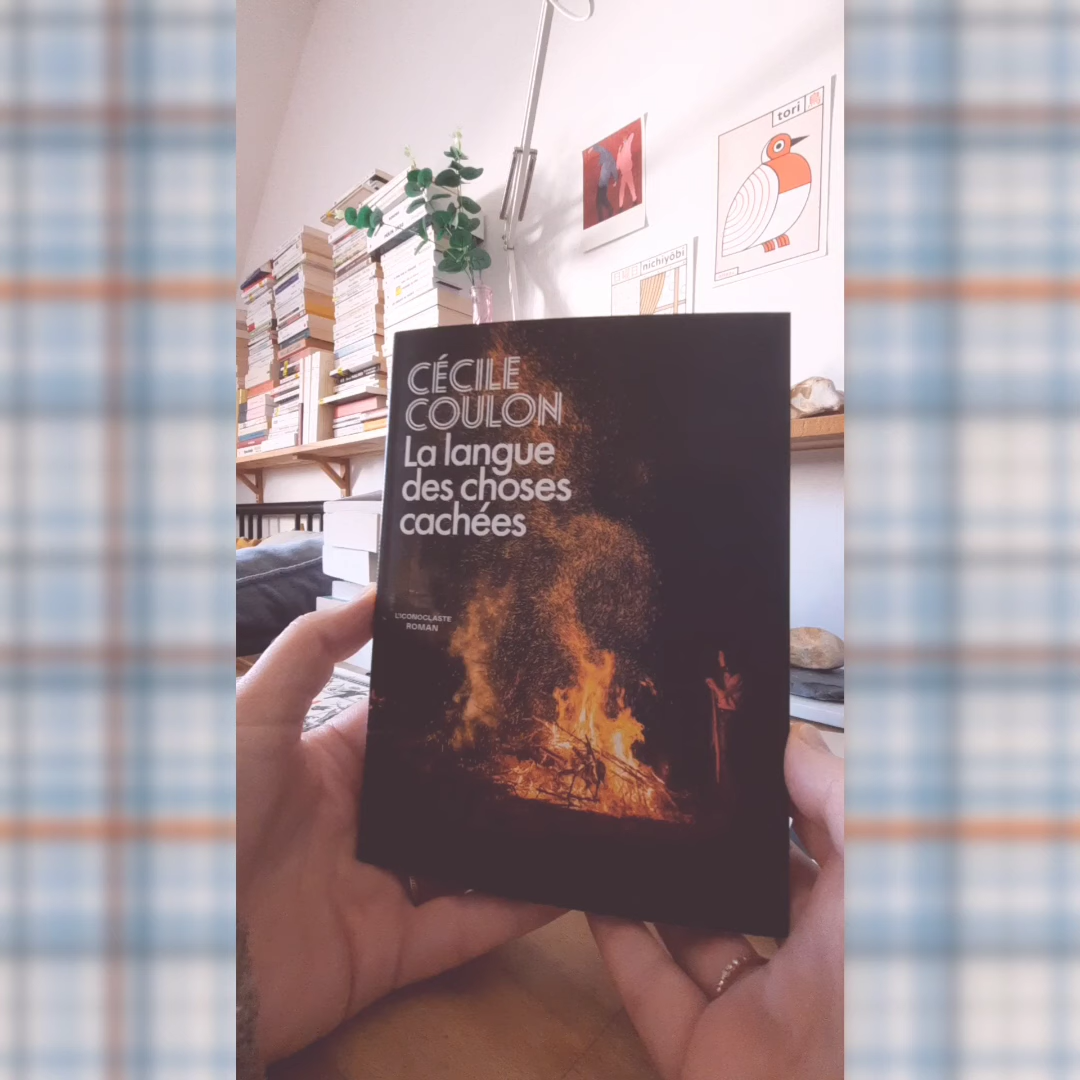 tori
nichiyōbi
CÉCILE
COULON
La langue
des choses
cachées
L'ICONOCLASTE
ROMAN